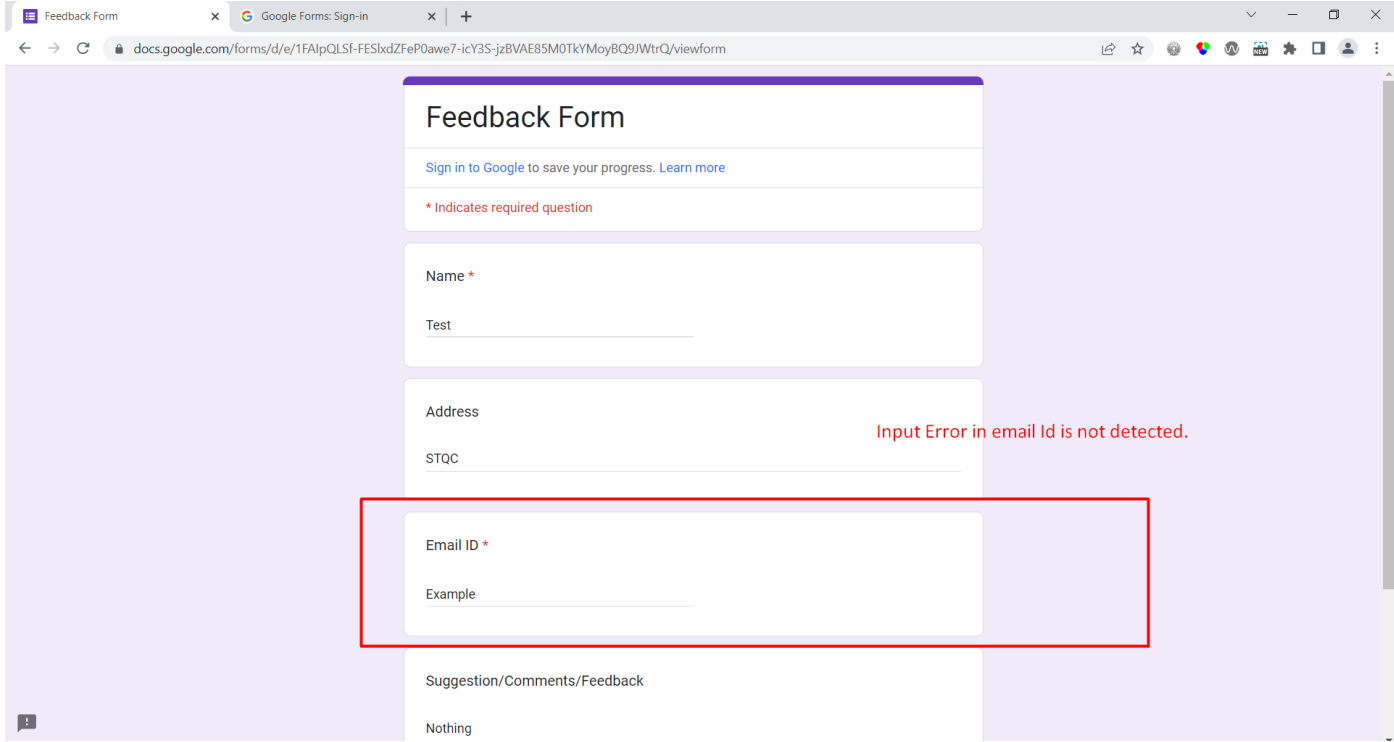 Feedback Form
Google Forms: Sign-in
docs.google.com/forms/d/e/1FAIpQLSf-FESlxdZFeP0awe7-icY3S-jzBVAE85M0TkYMoyBQ9JWtrQ/viewform
NEW
Feedback Form
Sign in to Google to save your progress. Learn more
* Indicates required question
Name *
Test
Address
Input Error in email Id is not detected.
STQC
Email ID *
Example
Suggestion/Comments/Feedback
Nothing